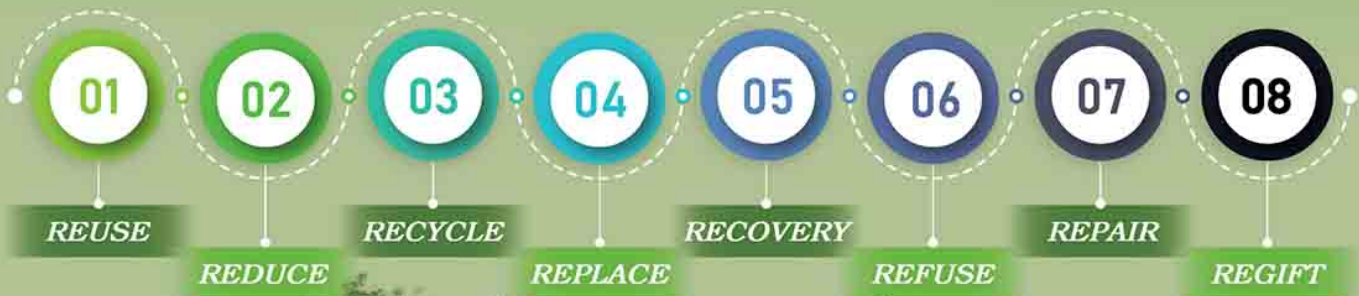 01 02 03 04 05 06 07 08
REUSE RECYCLE RECOVERY REPAIR
REDUCE REPLACE REFUSE REGIFT